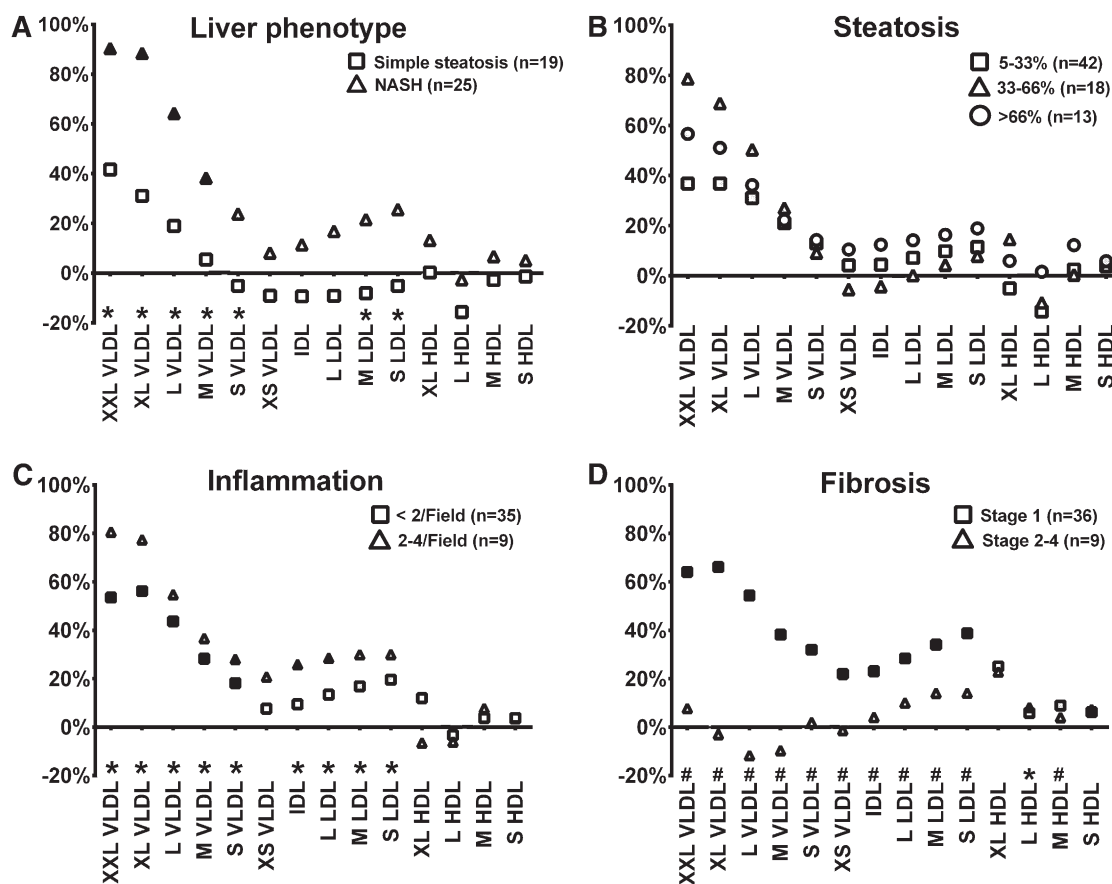 A
Liver phenotype
Simple steatosis (n=19)
NASH (n=25)
100%
80%
60%
40%
20%
0%
-20%
* * * * * * *
XXL VLDL
XL VLDL
L VLDL
M VLDL
S VLDL
XS VLDL
IDL
L LDL
M LDL
S LDL
XL HDL
L HDL
M HDL
S HDL
B
Steatosis
5-33% (n=42)
33-66% (n=18)
>66% (n=13)
100%
80%
60%
40%
20%
0%
-20%
XXL VLDL
XL VLDL
L VLDL
M VLDL
S VLDL
XS VLDL
IDL
L LDL
M LDL
S LDL
XL HDL
L HDL
M HDL
S HDL
C
Inflammation
< 2/Field (n=35)
2-4/Field (n=9)
100%
80%
60%
40%
20%
0%
-20%
* * * * * * * * *
XXL VLDL
XL VLDL
L VLDL
M VLDL
S VLDL
XS VLDL
IDL
L LDL
M LDL
S LDL
XL HDL
L HDL
M HDL
S HDL
D
Fibrosis
Stage 1 (n=36)
Stage 2-4 (n=9)
100%
80%
60%
40%
20%
0%
-20%
# # # # # # # # # # * #
XXL VLDL
XL VLDL
L VLDL
M VLDL
S VLDL
XS VLDL
IDL
L LDL
M LDL
S LDL
XL HDL
L HDL
M HDL
S HDL